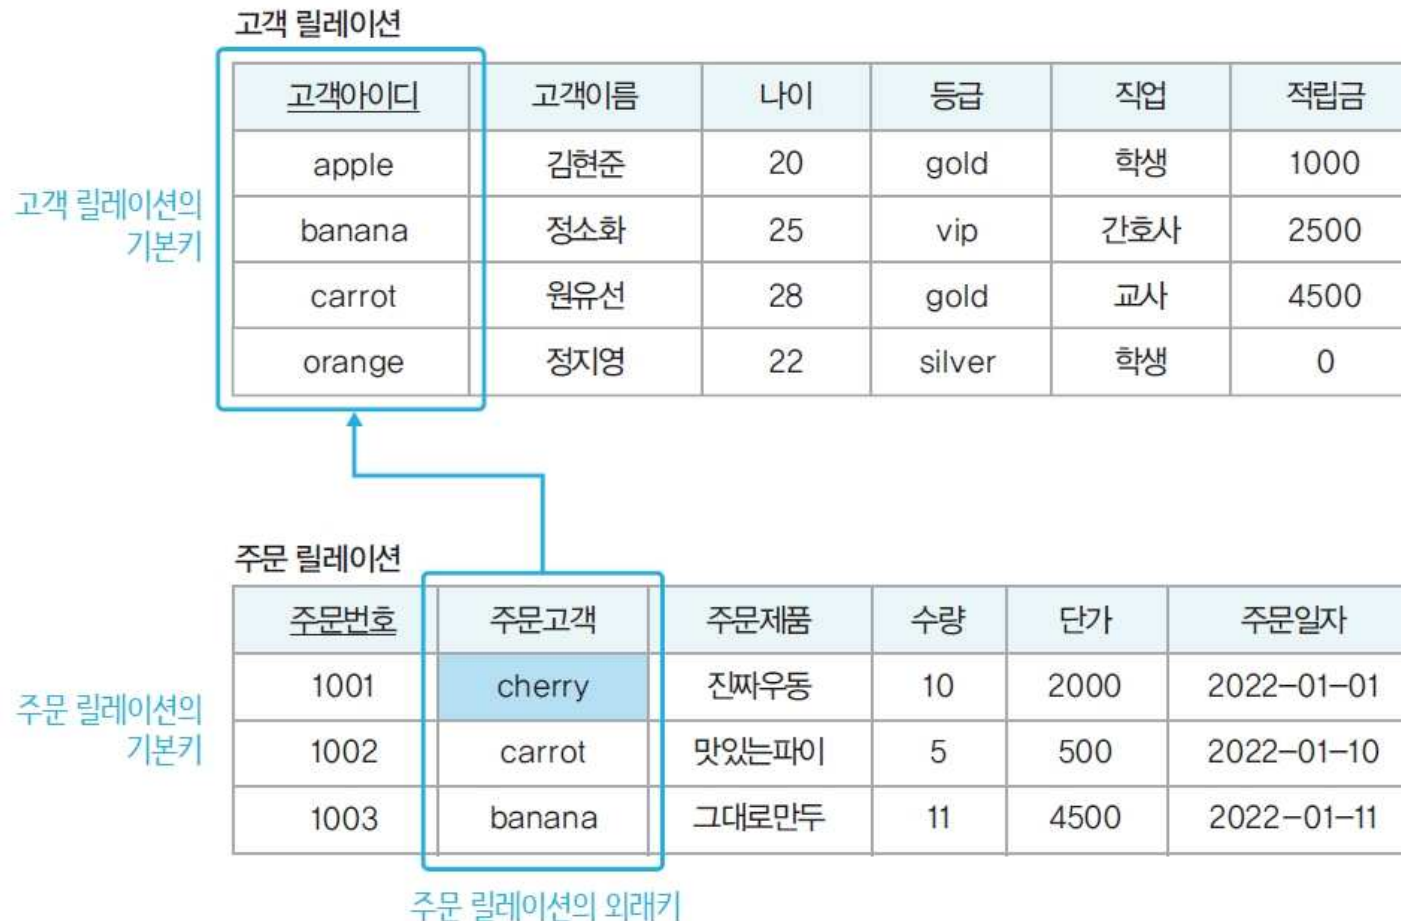 고객 릴레이션
고객아이디 고객이름 나이 등급 직업 적립금
apple 김현준 20 gold 학생 1000
고객 릴레이션의
기본키
banana 정소화 25 vip 간호사 2500
carrot 원유선 28 gold 교사 4500
orange 정지영 22 silver 학생 0
주문 릴레이션
주문번호 주문고객 주문제품 수량 단가 주문일자
1001 cherry 진짜우동 10 2000 2022-01-01
주문 릴레이션의
기본키
1002 carrot 맛있는파이 5 500 2022-01-10
1003 banana 그대로만두 11 4500 2022-01-11
주문 릴레이션의 외래키